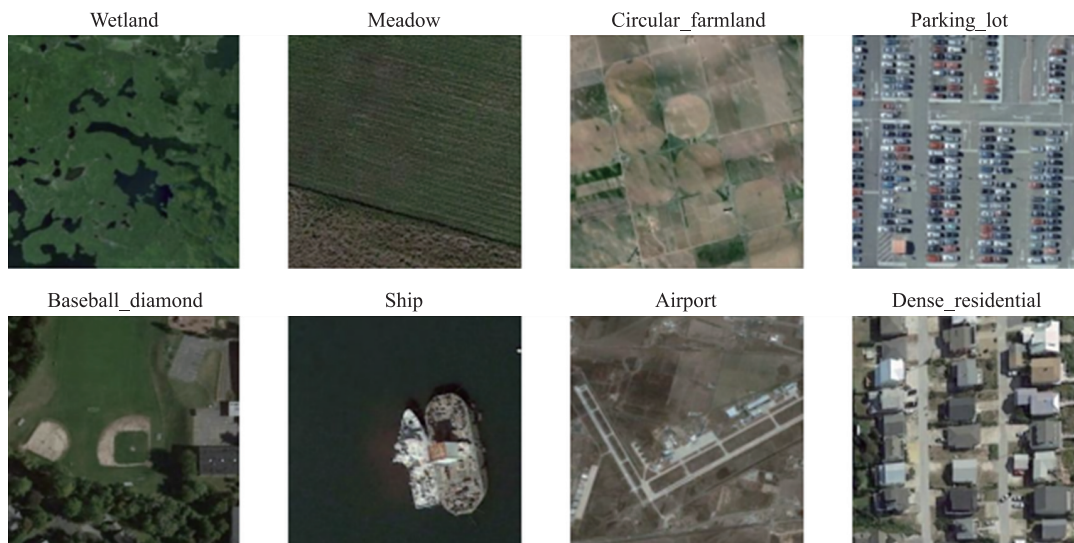 Wetland
Meadow
Circular_farmland
Parking_lot
Baseball_diamond
Ship
Airport
Dense_residential